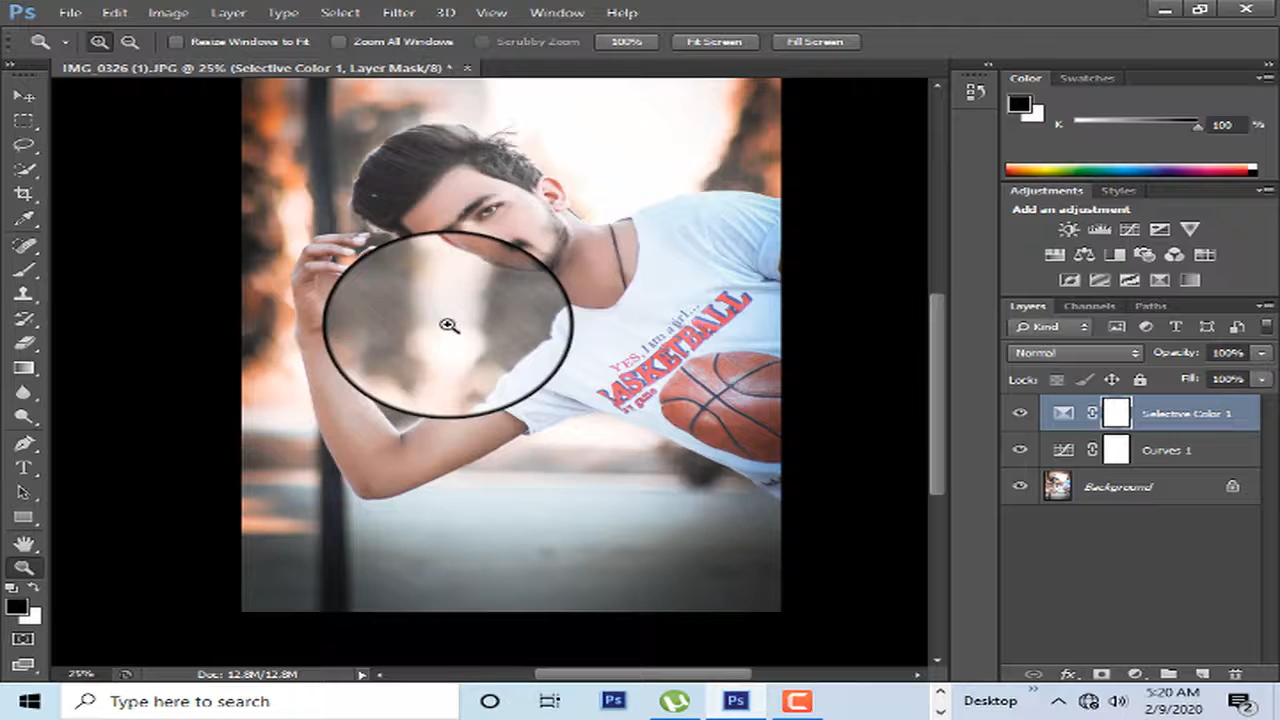 Ps File Edit Image Layer Type Select Filter 3D View Window Help
Resize Windows to Fit Zoom All Windows Scrubby Zoom 100% Fit Screen Fill Screen
IMG_0326 (1).JPG @ 25% (Selective Color 1, Layer Mask/8) * ×
Color Swatches
K 100 %
Adjustments Styles
Add an adjustment
Layers Channels Paths
Kind
Normal Opacity: 100%
Lock: Fill: 100%
Selective Color 1
Curves 1
Background
YES, I am a girl...
BASKETBALL
game
25% Doc: 12.8M/12.8M
Type here to search
Ps
Ps
Desktop
5:20 AM
2/9/2020
2